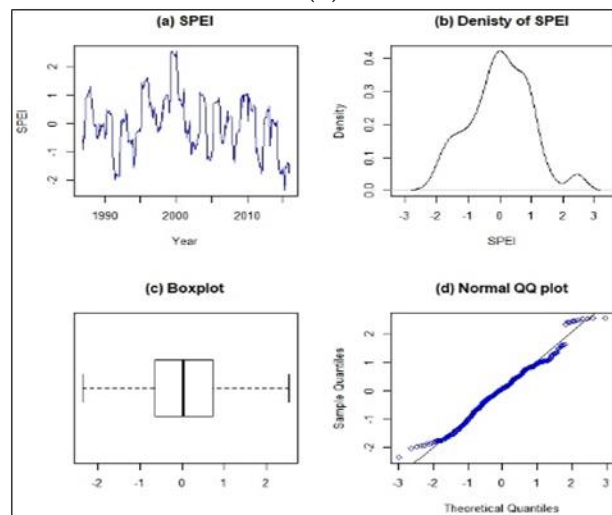 (a) SPEI
SPEI
2
1
0
-1
-2
1990 2000 2010
Year
(b) Denisty of SPEI
Density
0.4
0.3
0.2
0.1
0.0
-3 -2 -1 0 1 2 3
SPEI
(c) Boxplot
-2 -1 0 1 2
(d) Normal QQ plot
Sample Quantiles
2
1
0
-1
-2
-3 -2 -1 0 1 2 3
Theoretical Quantiles